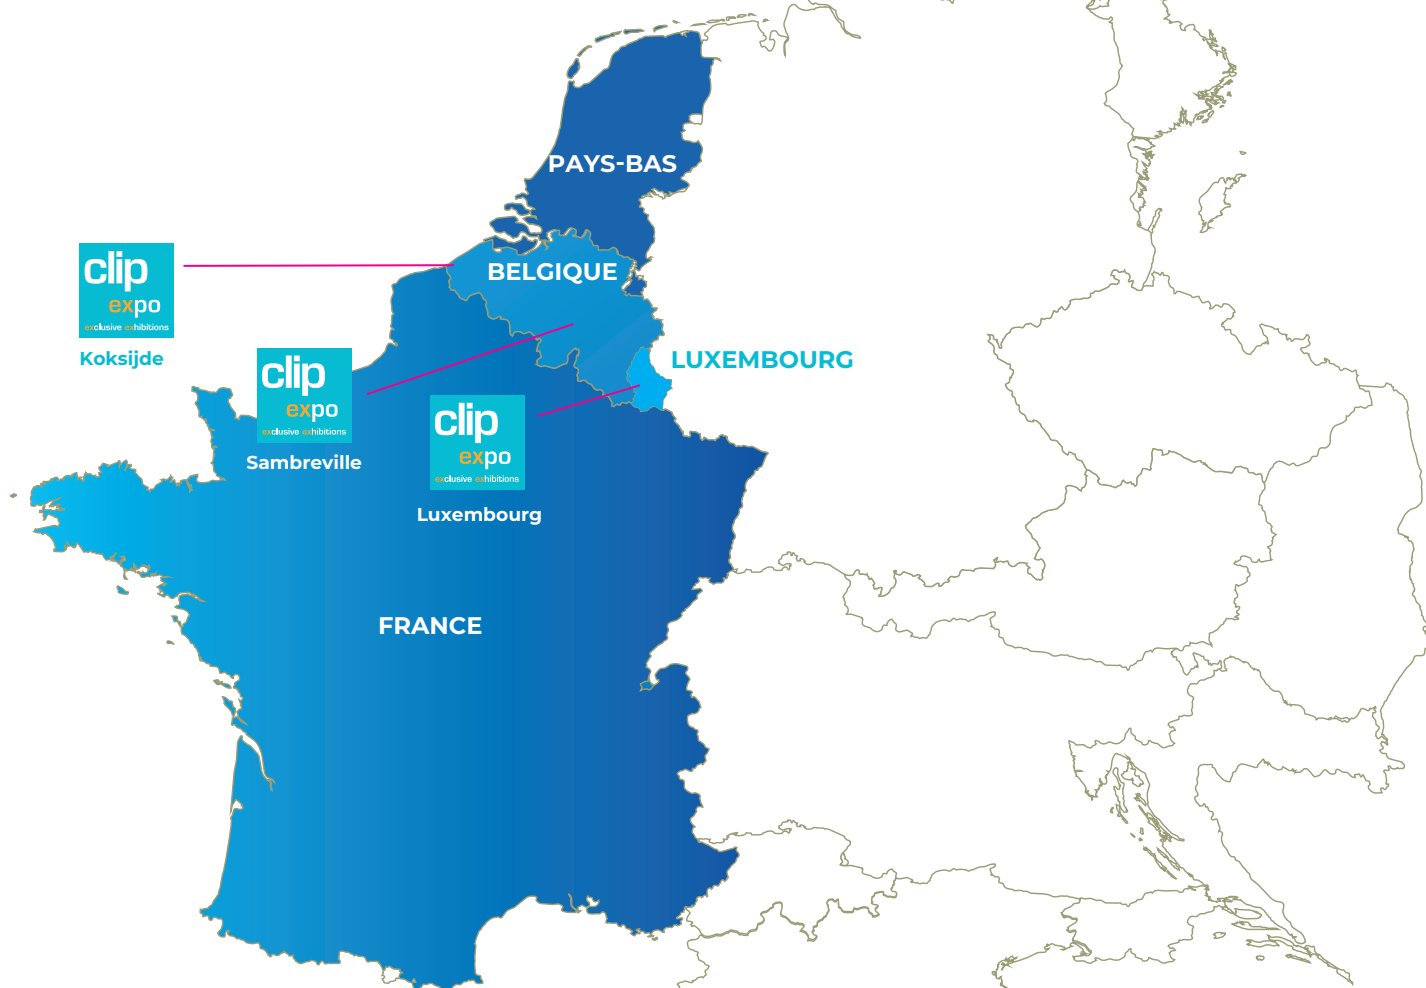 PAYS-BAS
BELGIQUE
clip
expo
exclusive exhibitions
Koksijde
LUXEMBOURG
clip
expo
exclusive exhibitions
Sambreville
clip
expo
exclusive exhibitions
Luxembourg
FRANCE